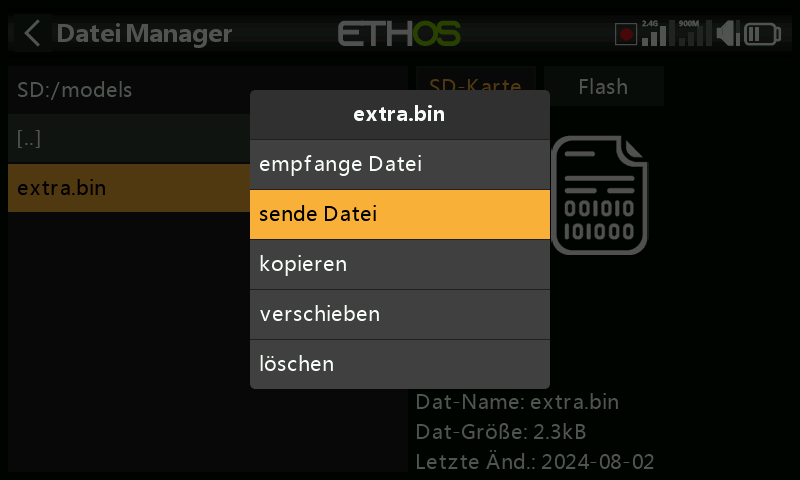 Datei Manager
ETHOS
2.4G
900M
SD:/models
SD-Karte
Flash
[..]
extra.bin
extra.bin
empfange Datei
sende Datei
kopieren
verschieben
löschen
001010
101000
Dat-Name: extra.bin
Dat-Größe: 2.3kB
Letzte Änd.: 2024-08-02